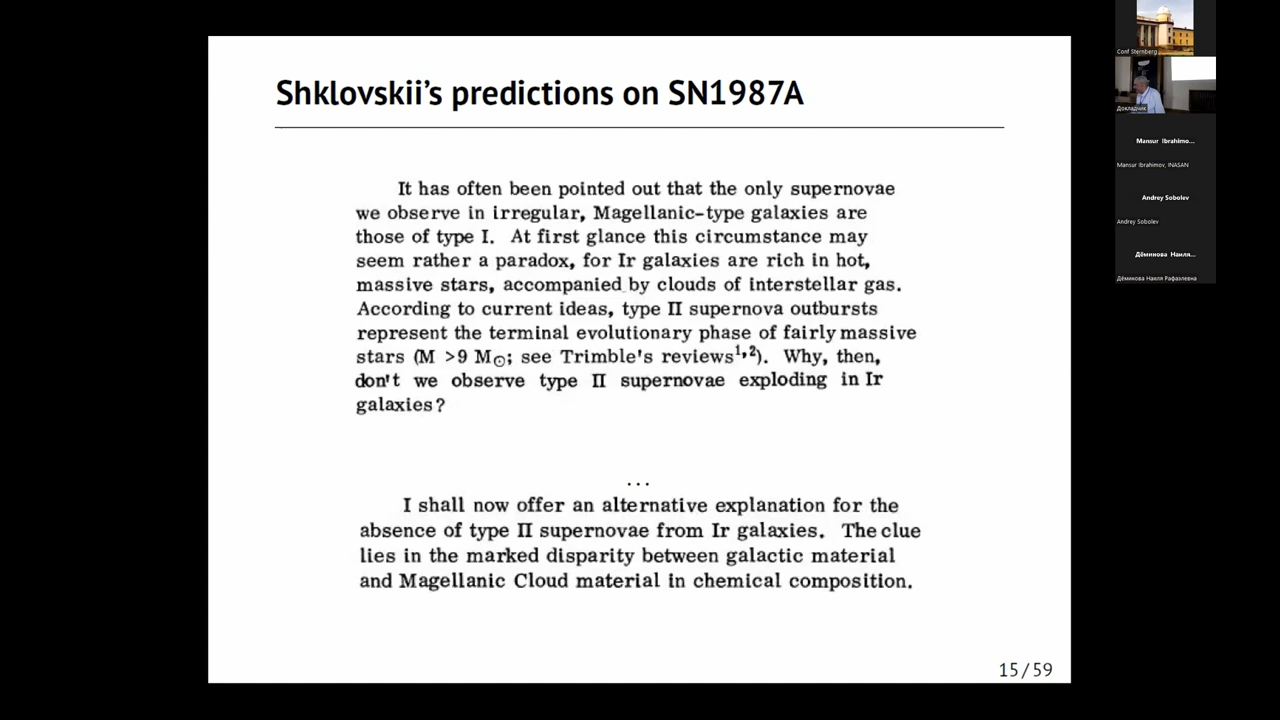 Shklovskii's predictions on SN1987A
It has often been pointed out that the only supernovae
we observe in irregular, Magellanic-type galaxies are
those of type I. At first glance this circumstance may
seem rather a paradox, for Ir galaxies are rich in hot,
massive stars, accompanied by clouds of interstellar gas.
According to current ideas, type II supernova outbursts
represent the terminal evolutionary phase of fairly massive
stars (M >9 M⊙; see Trimble's reviews¹,²). Why, then,
don't we observe type II supernovae exploding in Ir
galaxies?
...
I shall now offer an alternative explanation for the
absence of type II supernovae from Ir galaxies. The clue
lies in the marked disparity between galactic material
and Magellanic Cloud material in chemical composition.
15/59
Conf Sternberg
Докладчик
Mansur Ibrahimo...
Mansur Ibrahimov, INASAN
Andrey Sobolev
Andrey Sobolev
Дёминова Наиля...
Дёминова Наиля Рафаэлевна